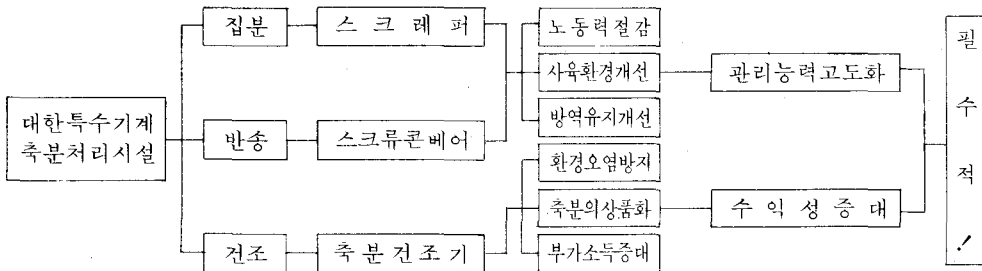 대한특수기계
축분처리시설
집분
스크레퍼
반송
스크류콘베어
건조
축분건조기
노동력절감
사육환경개선
방역유지개선
환경오염방지
축분의상품화
부가소득증대
관리능력고도화
수익성증대
필
수
적
!